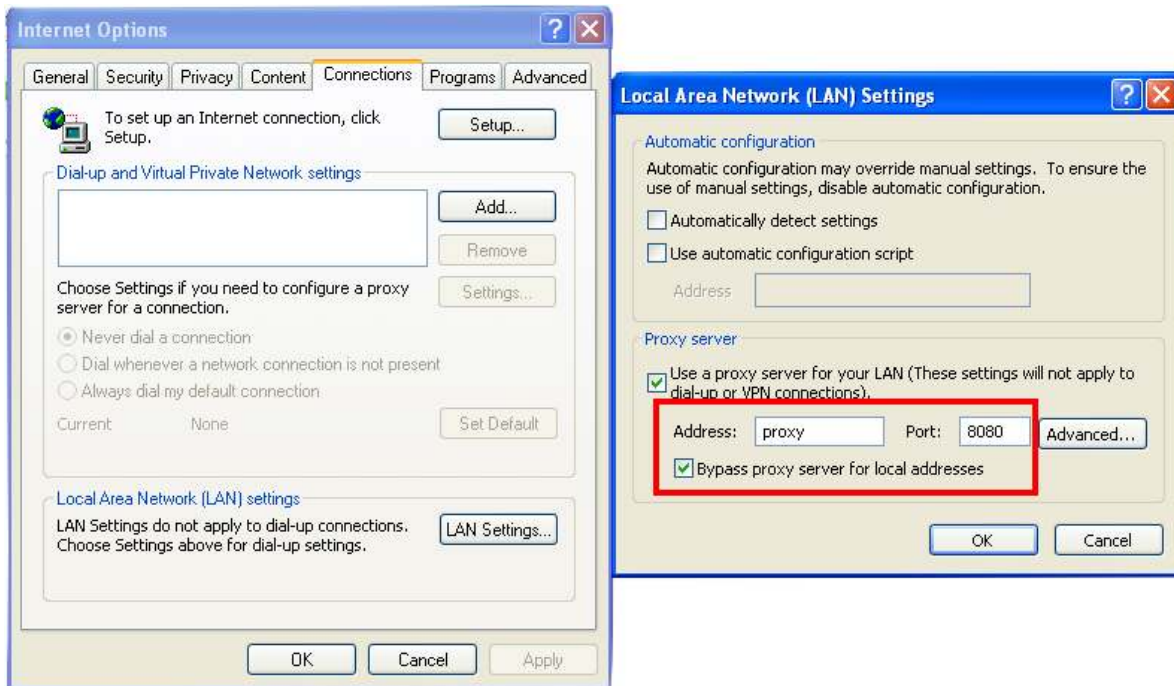 Internet Options
General Security Privacy Content Connections Programs Advanced
To set up an Internet connection, click
Setup.
Setup...
Dial-up and Virtual Private Network settings
Add...
Remove
Choose Settings if you need to configure a proxy
server for a connection.
Settings...
Never dial a connection
Dial whenever a network connection is not present
Always dial my default connection
Current None
Set Default
Local Area Network (LAN) settings
LAN Settings do not apply to dial-up connections.
Choose Settings above for dial-up settings.
LAN Settings...
OK Cancel Apply
Local Area Network (LAN) Settings
Automatic configuration
Automatic configuration may override manual settings. To ensure the
use of manual settings, disable automatic configuration.
Automatically detect settings
Use automatic configuration script
Address
Proxy server
Use a proxy server for your LAN (These settings will not apply to
dial-up or VPN connections).
Address: proxy Port: 8080 Advanced...
Bypass proxy server for local addresses
OK Cancel